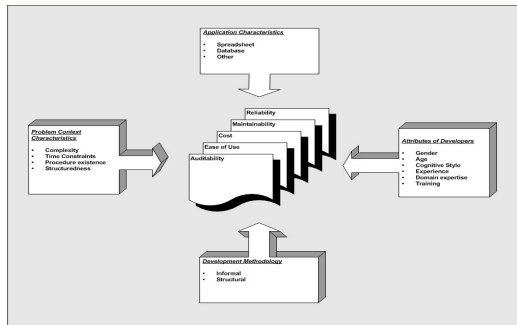 Application Characteristics
• Spreadsheet
• Database
• Other
Problem Context
Characteristics
• Complexity
• Time Constraints
• Procedure existence
• Structuredness
Reliability
Maintainability
Cost
Ease of Use
Auditability
Attributes of Developers
• Gender
• Age
• Cognitive Style
• Experience
• Domain expertise
• Training
Development Methodology
• Informal
• Structural